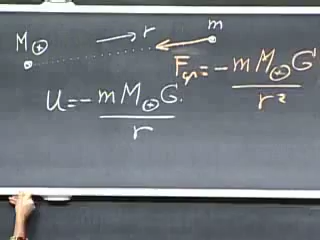 M⊕ r m
F_gr = - mM⊕G / r²
U = - mM⊕G / r